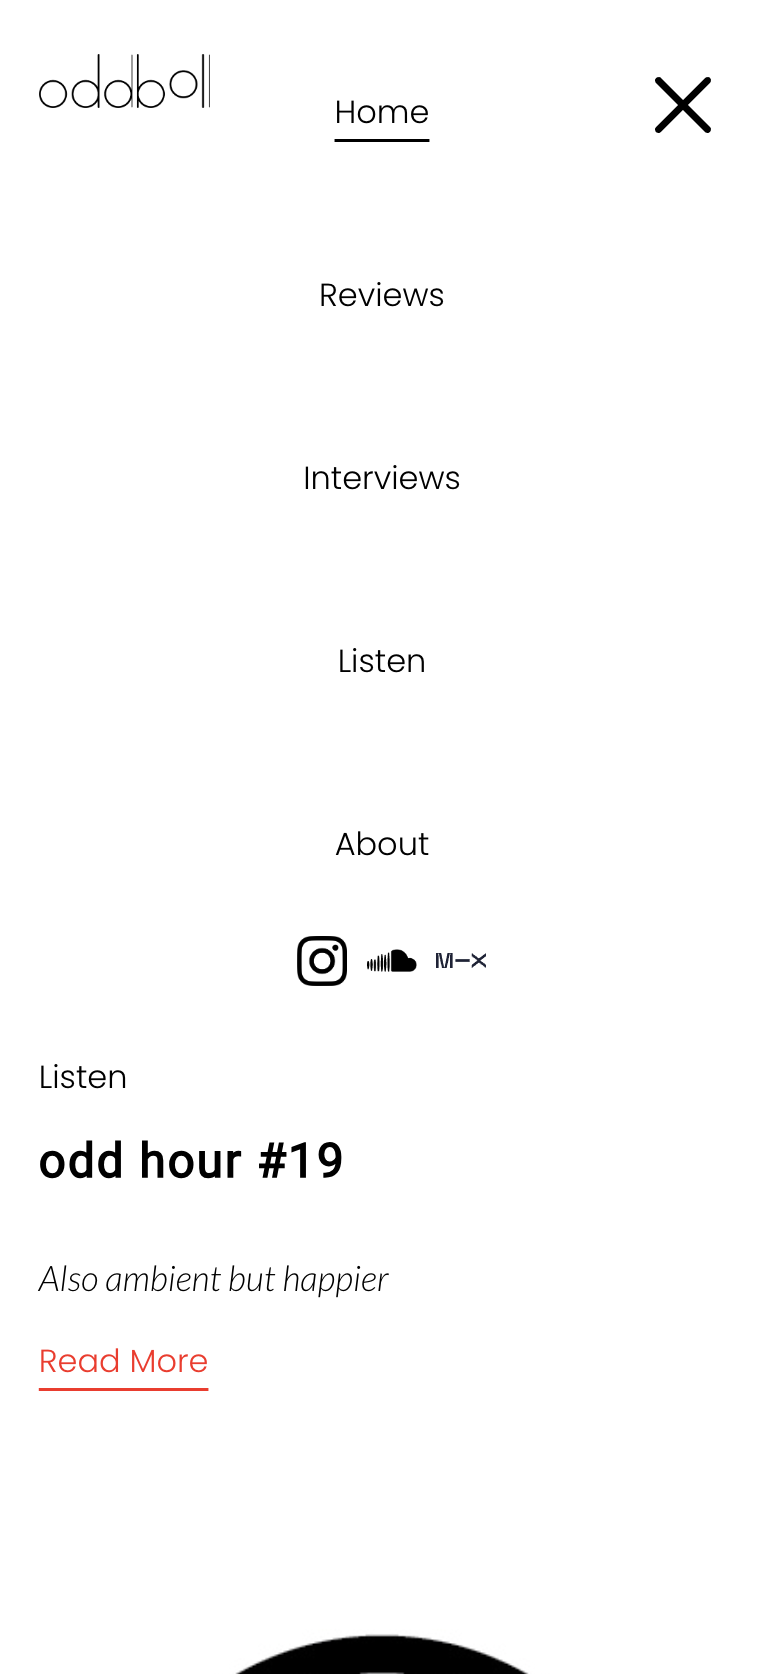 oddball
Home
Reviews
Interviews
Listen
About
M–X
Listen
odd hour #19
Also ambient but happier
Read More